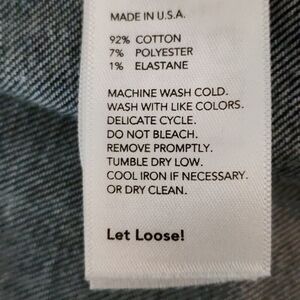 MADE IN U.S.A.
92% COTTON
7% POLYESTER
1% ELASTANE
MACHINE WASH COLD.
WASH WITH LIKE COLORS.
DELICATE CYCLE.
DO NOT BLEACH.
REMOVE PROMPTLY.
TUMBLE DRY LOW.
COOL IRON IF NECESSARY.
OR DRY CLEAN.
Let Loose!